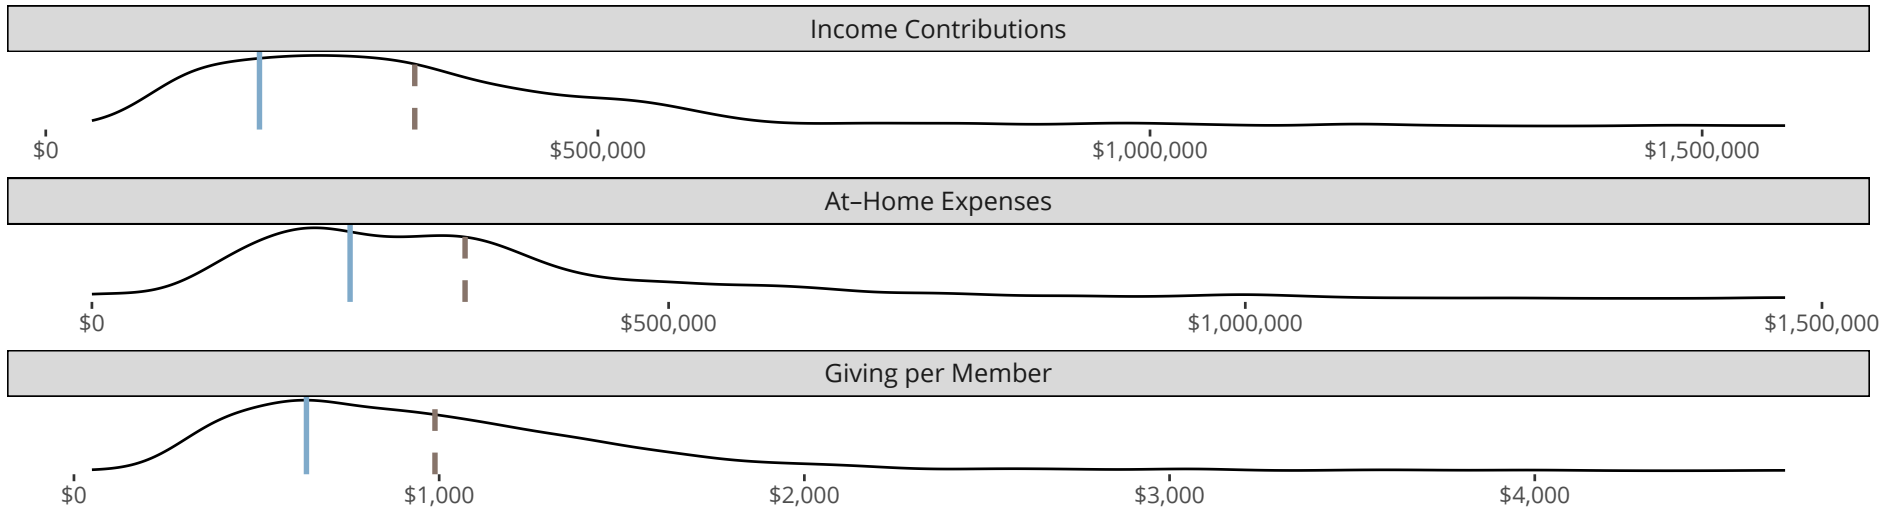 Income Contributions
$0 $500,000 $1,000,000 $1,500,000
At–Home Expenses
$0 $500,000 $1,000,000 $1,500,000
Giving per Member
$0 $1,000 $2,000 $3,000 $4,000